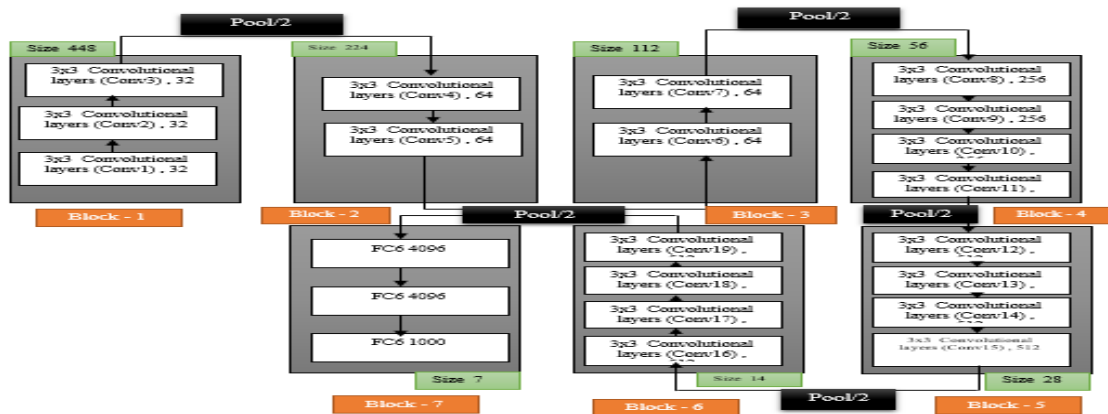 Pool/2
Size 448
3x3 Convolutional
layers (Conv3) , 32
3x3 Convolutional
layers (Conv2) , 32
3x3 Convolutional
layers (Conv1) , 32
Block - 1
Size 224
3x3 Convolutional
layers (Conv4) , 64
3x3 Convolutional
layers (Conv5) , 64
Block - 2
Pool/2
Size 112
3x3 Convolutional
layers (Conv7) , 64
3x3 Convolutional
layers (Conv6) , 64
Block - 3
Pool/2
Size 56
3x3 Convolutional
layers (Conv8) , 256
3x3 Convolutional
layers (Conv9) , 256
3x3 Convolutional
layers (Conv10) ,
3x3 Convolutional
layers (Conv11) ,
Block - 4
Pool/2
3x3 Convolutional
layers (Conv12) ,
3x3 Convolutional
layers (Conv13) ,
3x3 Convolutional
layers (Conv14) ,
3x3 Convolutional
layers (Conv15) , 512
Size 28
Block - 5
Pool/2
3x3 Convolutional
layers (Conv19) ,
3x3 Convolutional
layers (Conv18) ,
3x3 Convolutional
layers (Conv17) ,
3x3 Convolutional
layers (Conv16) ,
Size 14
Block - 6
FC6 4096
FC6 4096
FC6 1000
Size 7
Block - 7